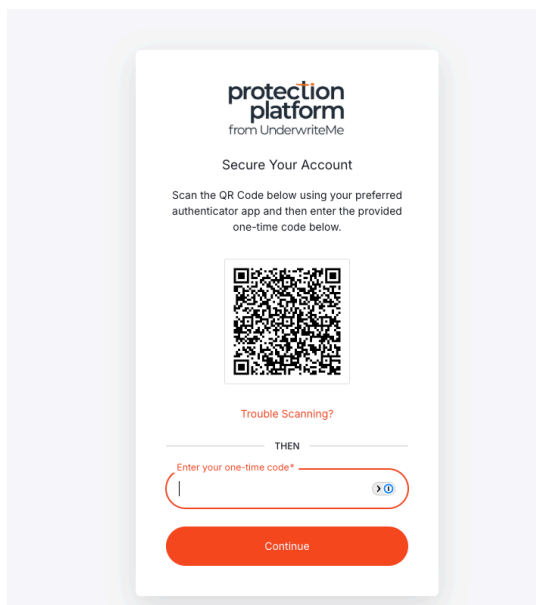 protection
platform
from UnderwriteMe
Secure Your Account
Scan the QR Code below using your preferred
authenticator app and then enter the provided
one-time code below.
Trouble Scanning?
THEN
Enter your one-time code*
Continue